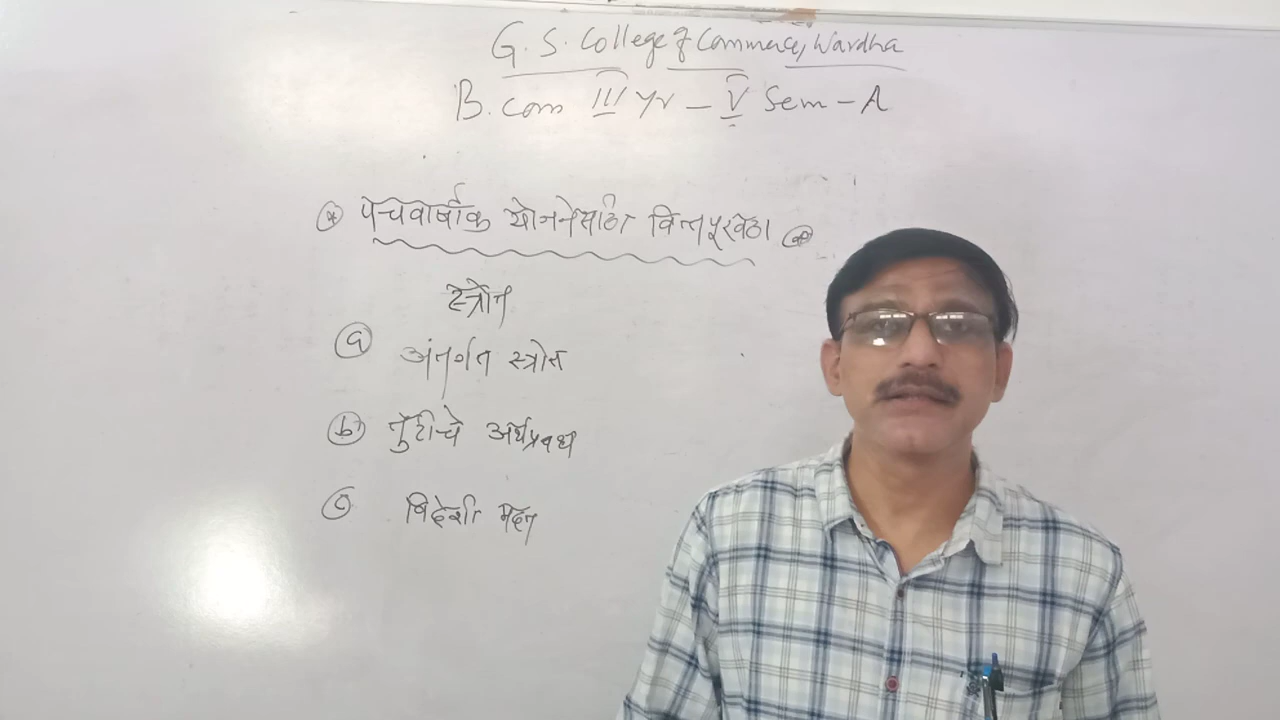 G. S. College of Commerce, Wardha
B. com III yr - V Sem - A
* पंचवार्षीक योजनेसाठी वित्तपूरवठा *
स्त्रोत
(a) अंतर्गत स्त्रोत
(b) तुटीचे अर्थप्रबंध
(c) विदेशी मदत